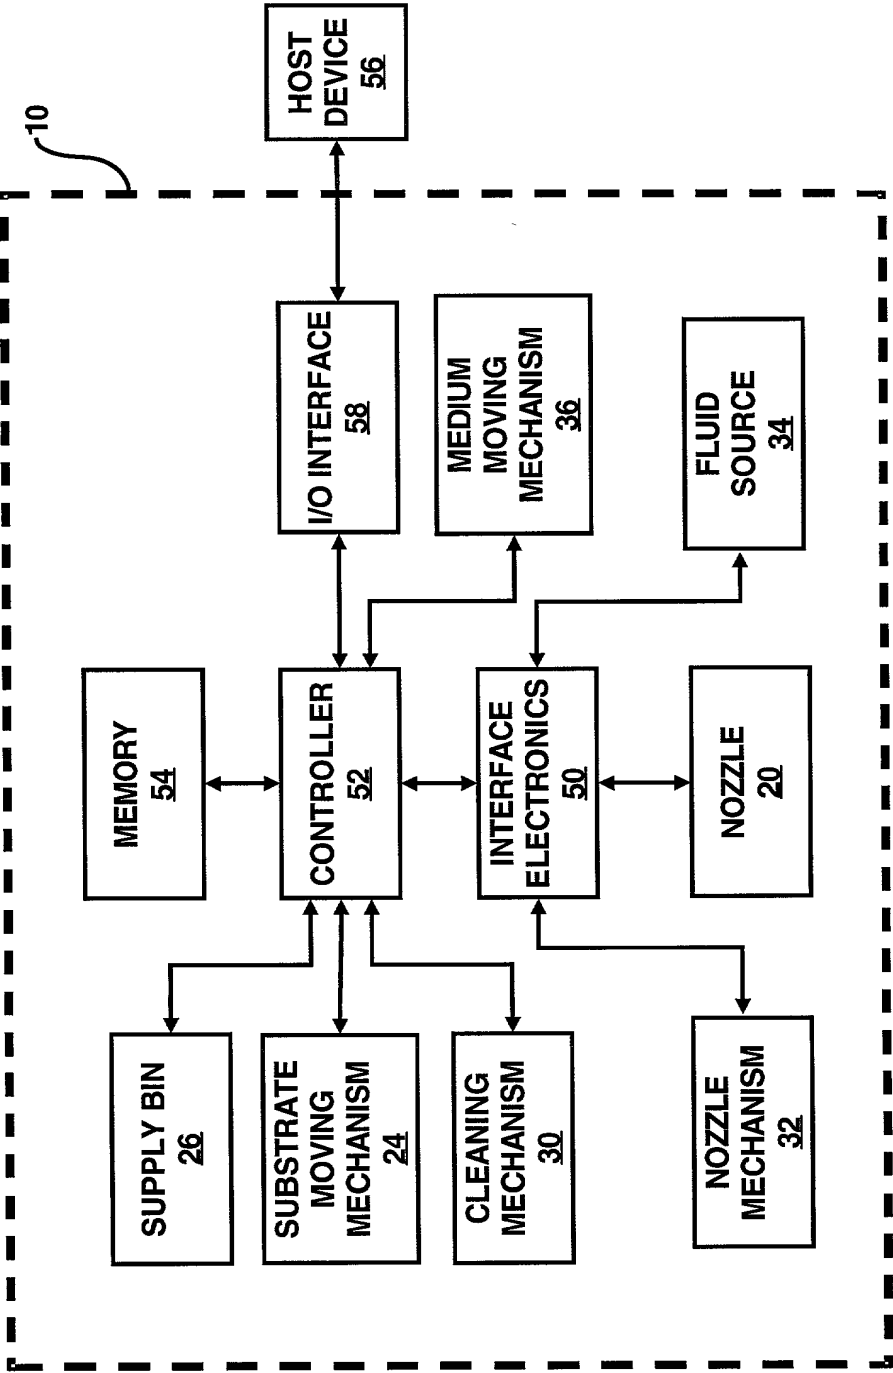 10
HOST
DEVICE
56
MEMORY
54
SUPPLY BIN
26
CONTROLLER
52
I/O INTERFACE
58
SUBSTRATE
MOVING
MECHANISM
24
MEDIUM
MOVING
MECHANISM
36
CLEANING
MECHANISM
30
INTERFACE
ELECTRONICS
50
FLUID
SOURCE
34
NOZZLE
MECHANISM
32
NOZZLE
20